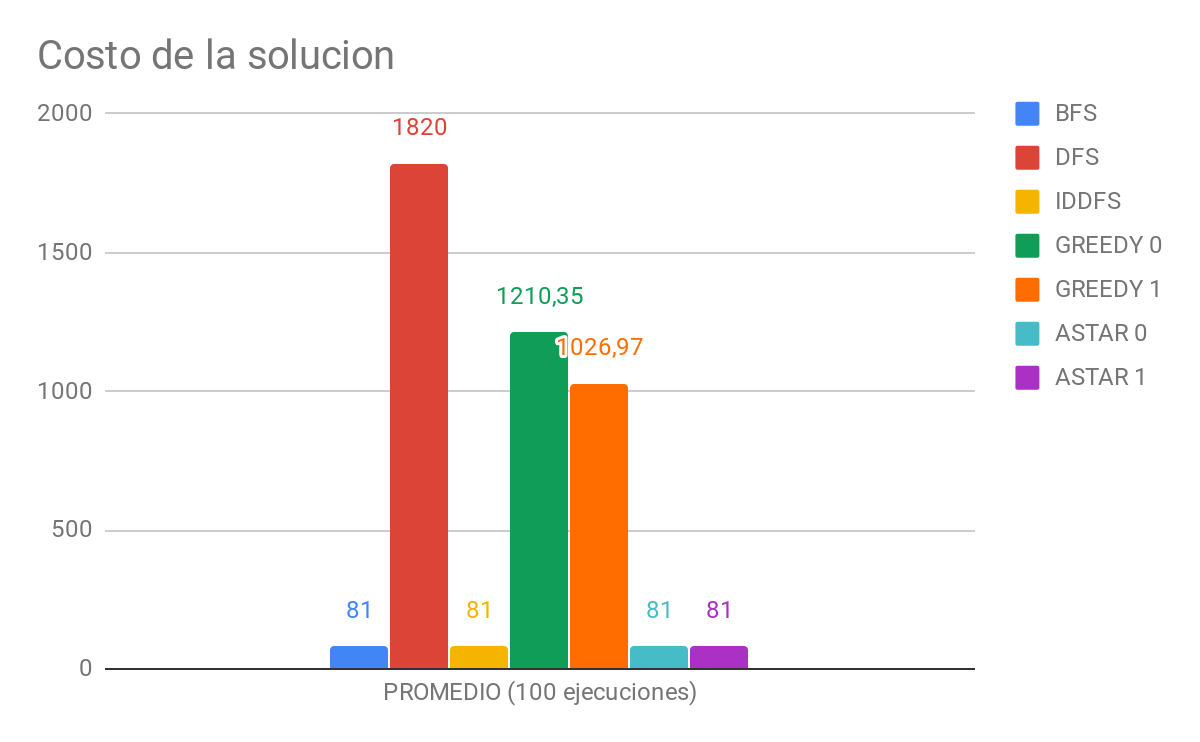 Costo de la solucion
2000
1500
1000
500
0
1820
1210,35
1026,97
81
81
81
81
PROMEDIO (100 ejecuciones)
BFS
DFS
IDDFS
GREEDY 0
GREEDY 1
ASTAR 0
ASTAR 1